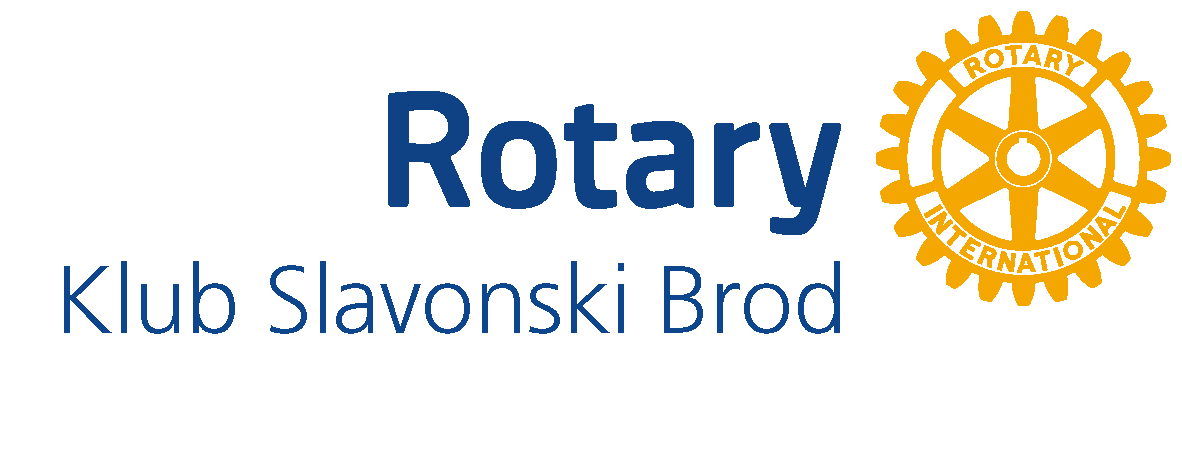 Rotary
Klub Slavonski Brod
ROTARY
INTERNATIONAL